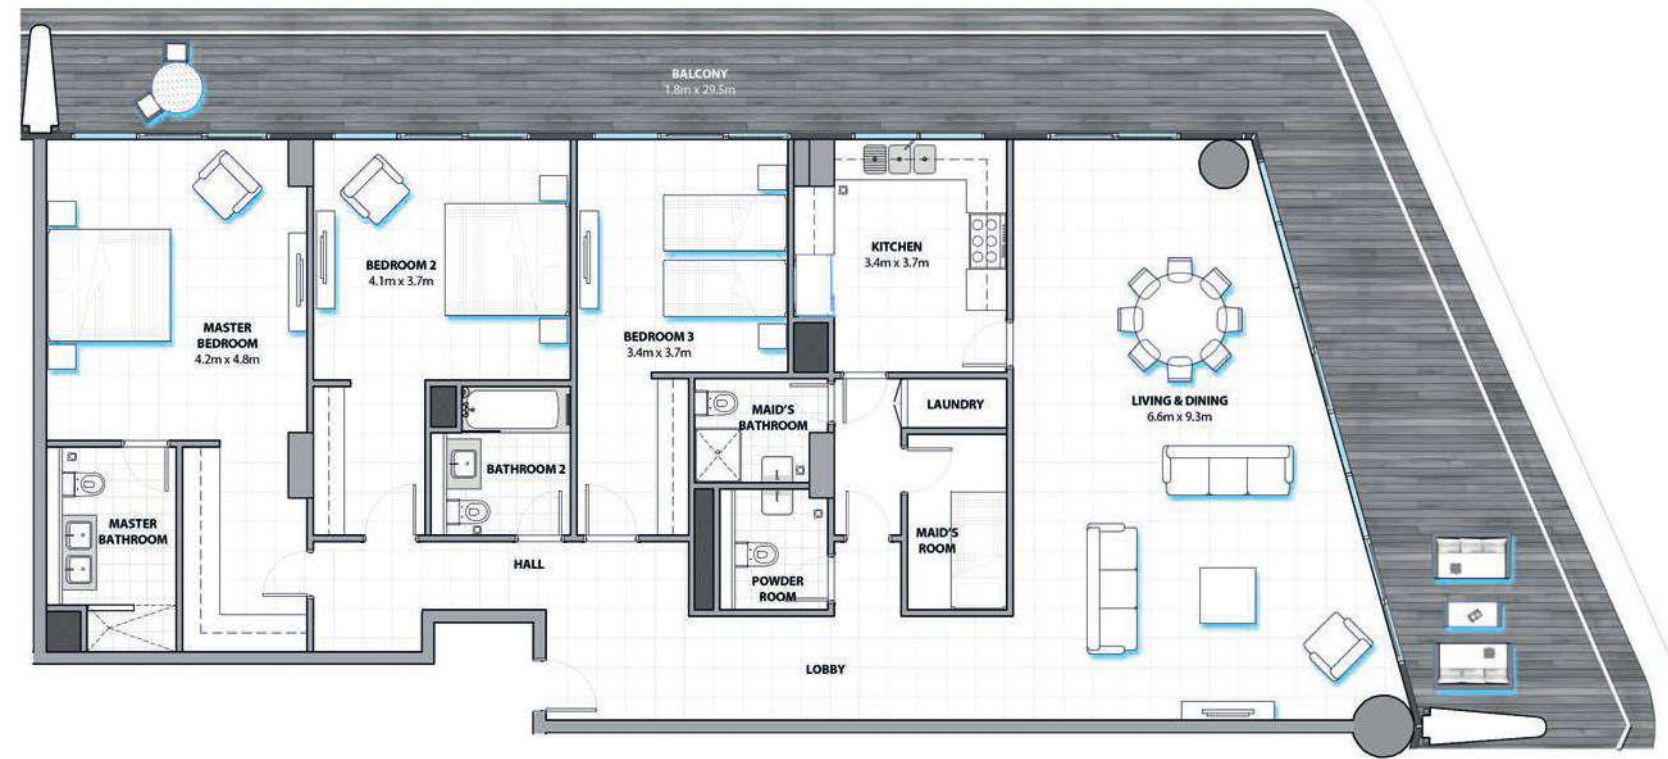 BALCONY
1.8m x 29.5m
MASTER
BEDROOM
4.2m x 4.8m
BEDROOM 2
4.1m x 3.7m
BEDROOM 3
3.4m x 3.7m
KITCHEN
3.4m x 3.7m
LIVING & DINING
6.6m x 9.3m
MAID'S
BATHROOM
LAUNDRY
BATHROOM 2
MASTER
BATHROOM
MAID'S
ROOM
HALL
POWDER
ROOM
LOBBY